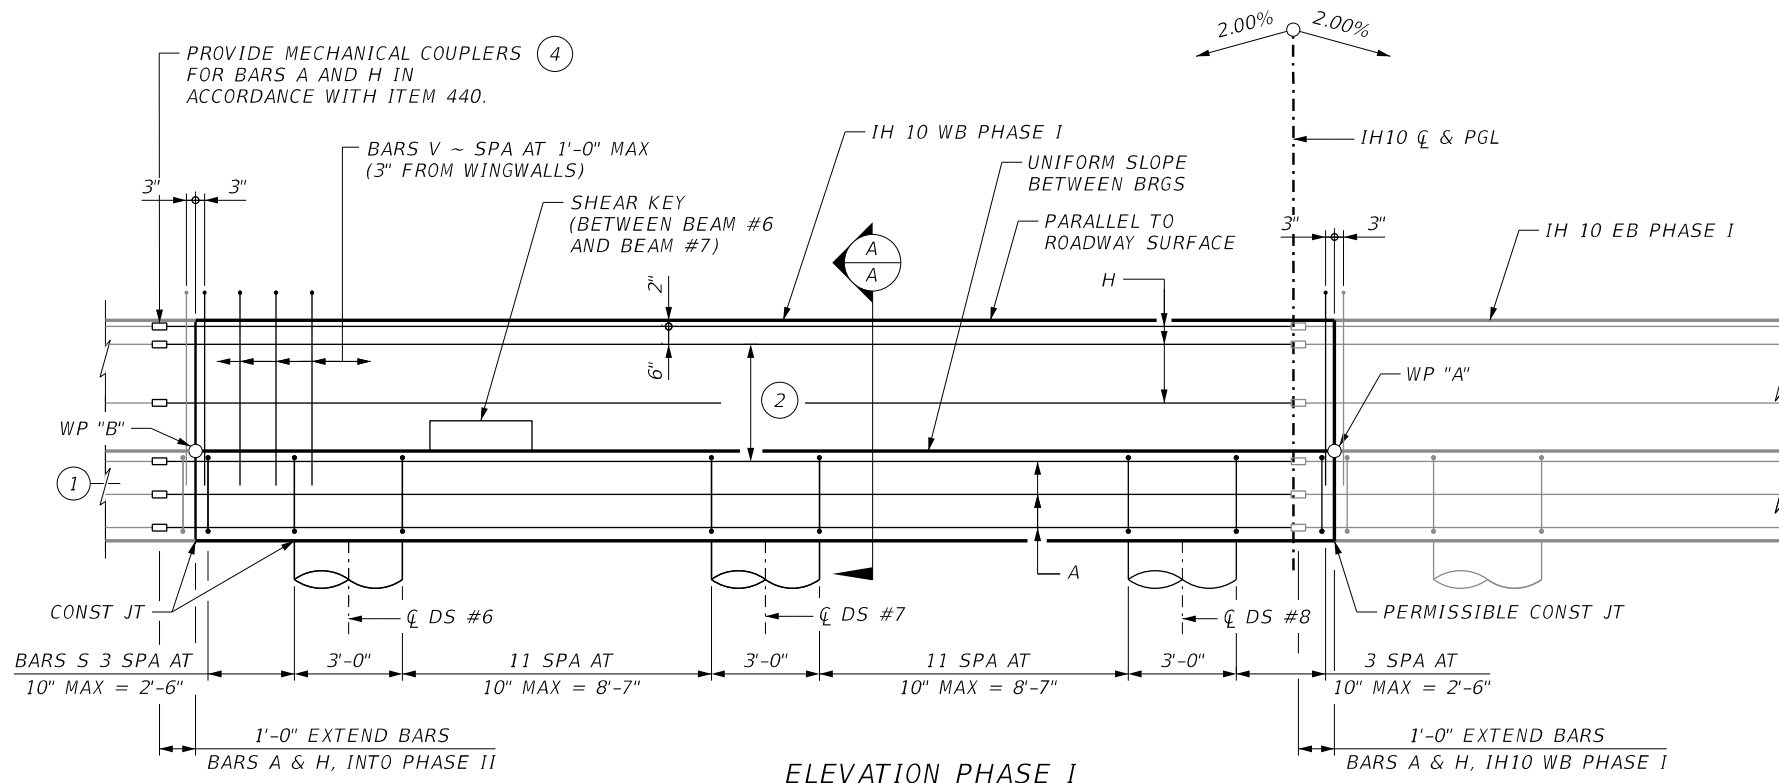 2.00%
2.00%
PROVIDE MECHANICAL COUPLERS
FOR BARS A AND H IN
ACCORDANCE WITH ITEM 440.
4
BARS V ~ SPA AT 1'-0" MAX
(3" FROM WINGWALLS)
IH 10 WB PHASE I
IH10 ℄ & PGL
UNIFORM SLOPE
BETWEEN BRGS
3"
3"
SHEAR KEY
(BETWEEN BEAM #6
AND BEAM #7)
PARALLEL TO
ROADWAY SURFACE
3"
3"
IH 10 EB PHASE I
A
A
H
2"
6"
2
WP "A"
WP "B"
1
A
CONST JT
℄ DS #6
℄ DS #7
℄ DS #8
PERMISSIBLE CONST JT
BARS S 3 SPA AT
10" MAX = 2'-6"
3'-0"
11 SPA AT
10" MAX = 8'-7"
3'-0"
11 SPA AT
10" MAX = 8'-7"
3'-0"
3 SPA AT
10" MAX = 2'-6"
1'-0" EXTEND BARS
BARS A & H, INTO PHASE II
1'-0" EXTEND BARS
BARS A & H, IH10 WB PHASE I
ELEVATION PHASE I